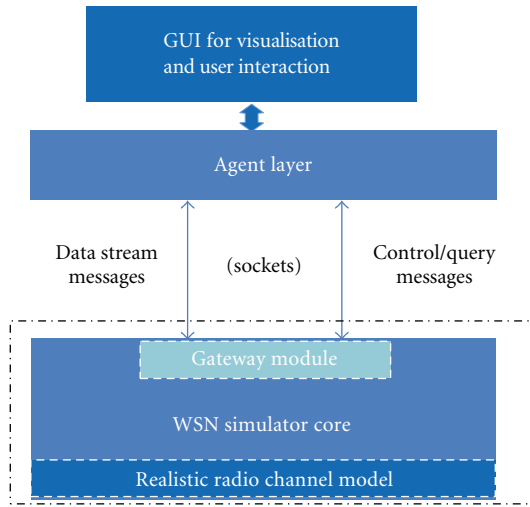 GUI for visualisation
and user interaction
Agent layer
Data stream
messages
(sockets)
Control/query
messages
Gateway module
WSN simulator core
Realistic radio channel model